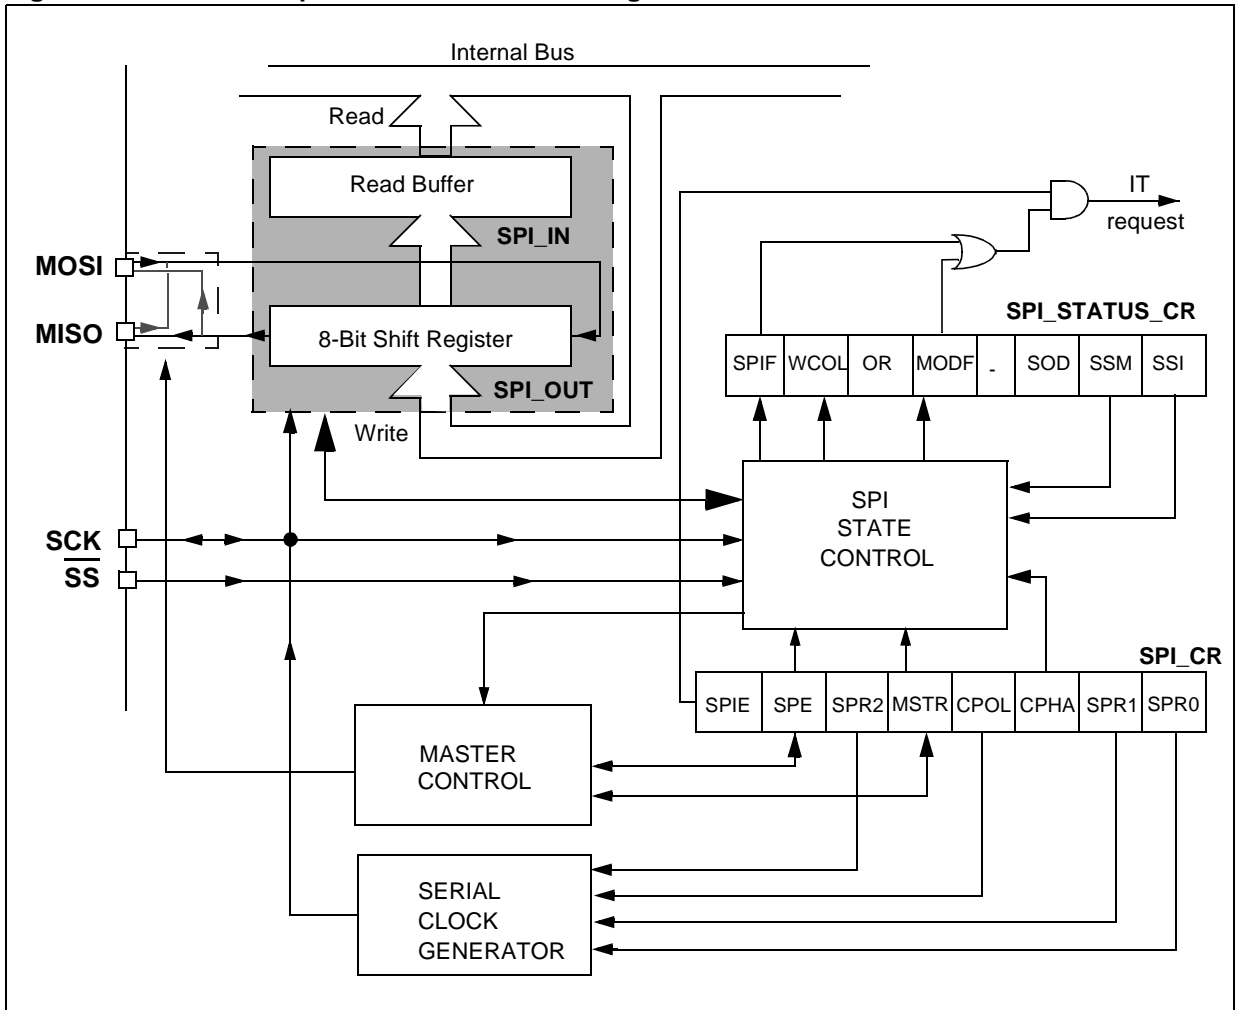 Internal Bus
Read
Read Buffer
SPI_IN
IT
request
MOSI
MISO
8-Bit Shift Register
SPI_OUT
Write
SPI_STATUS_CR
SPIF WCOL OR MODF - SOD SSM SSI
SPI
STATE
CONTROL
SCK
SS
SPI_CR
SPIE SPE SPR2 MSTR CPOL CPHA SPR1 SPR0
MASTER
CONTROL
SERIAL
CLOCK
GENERATOR